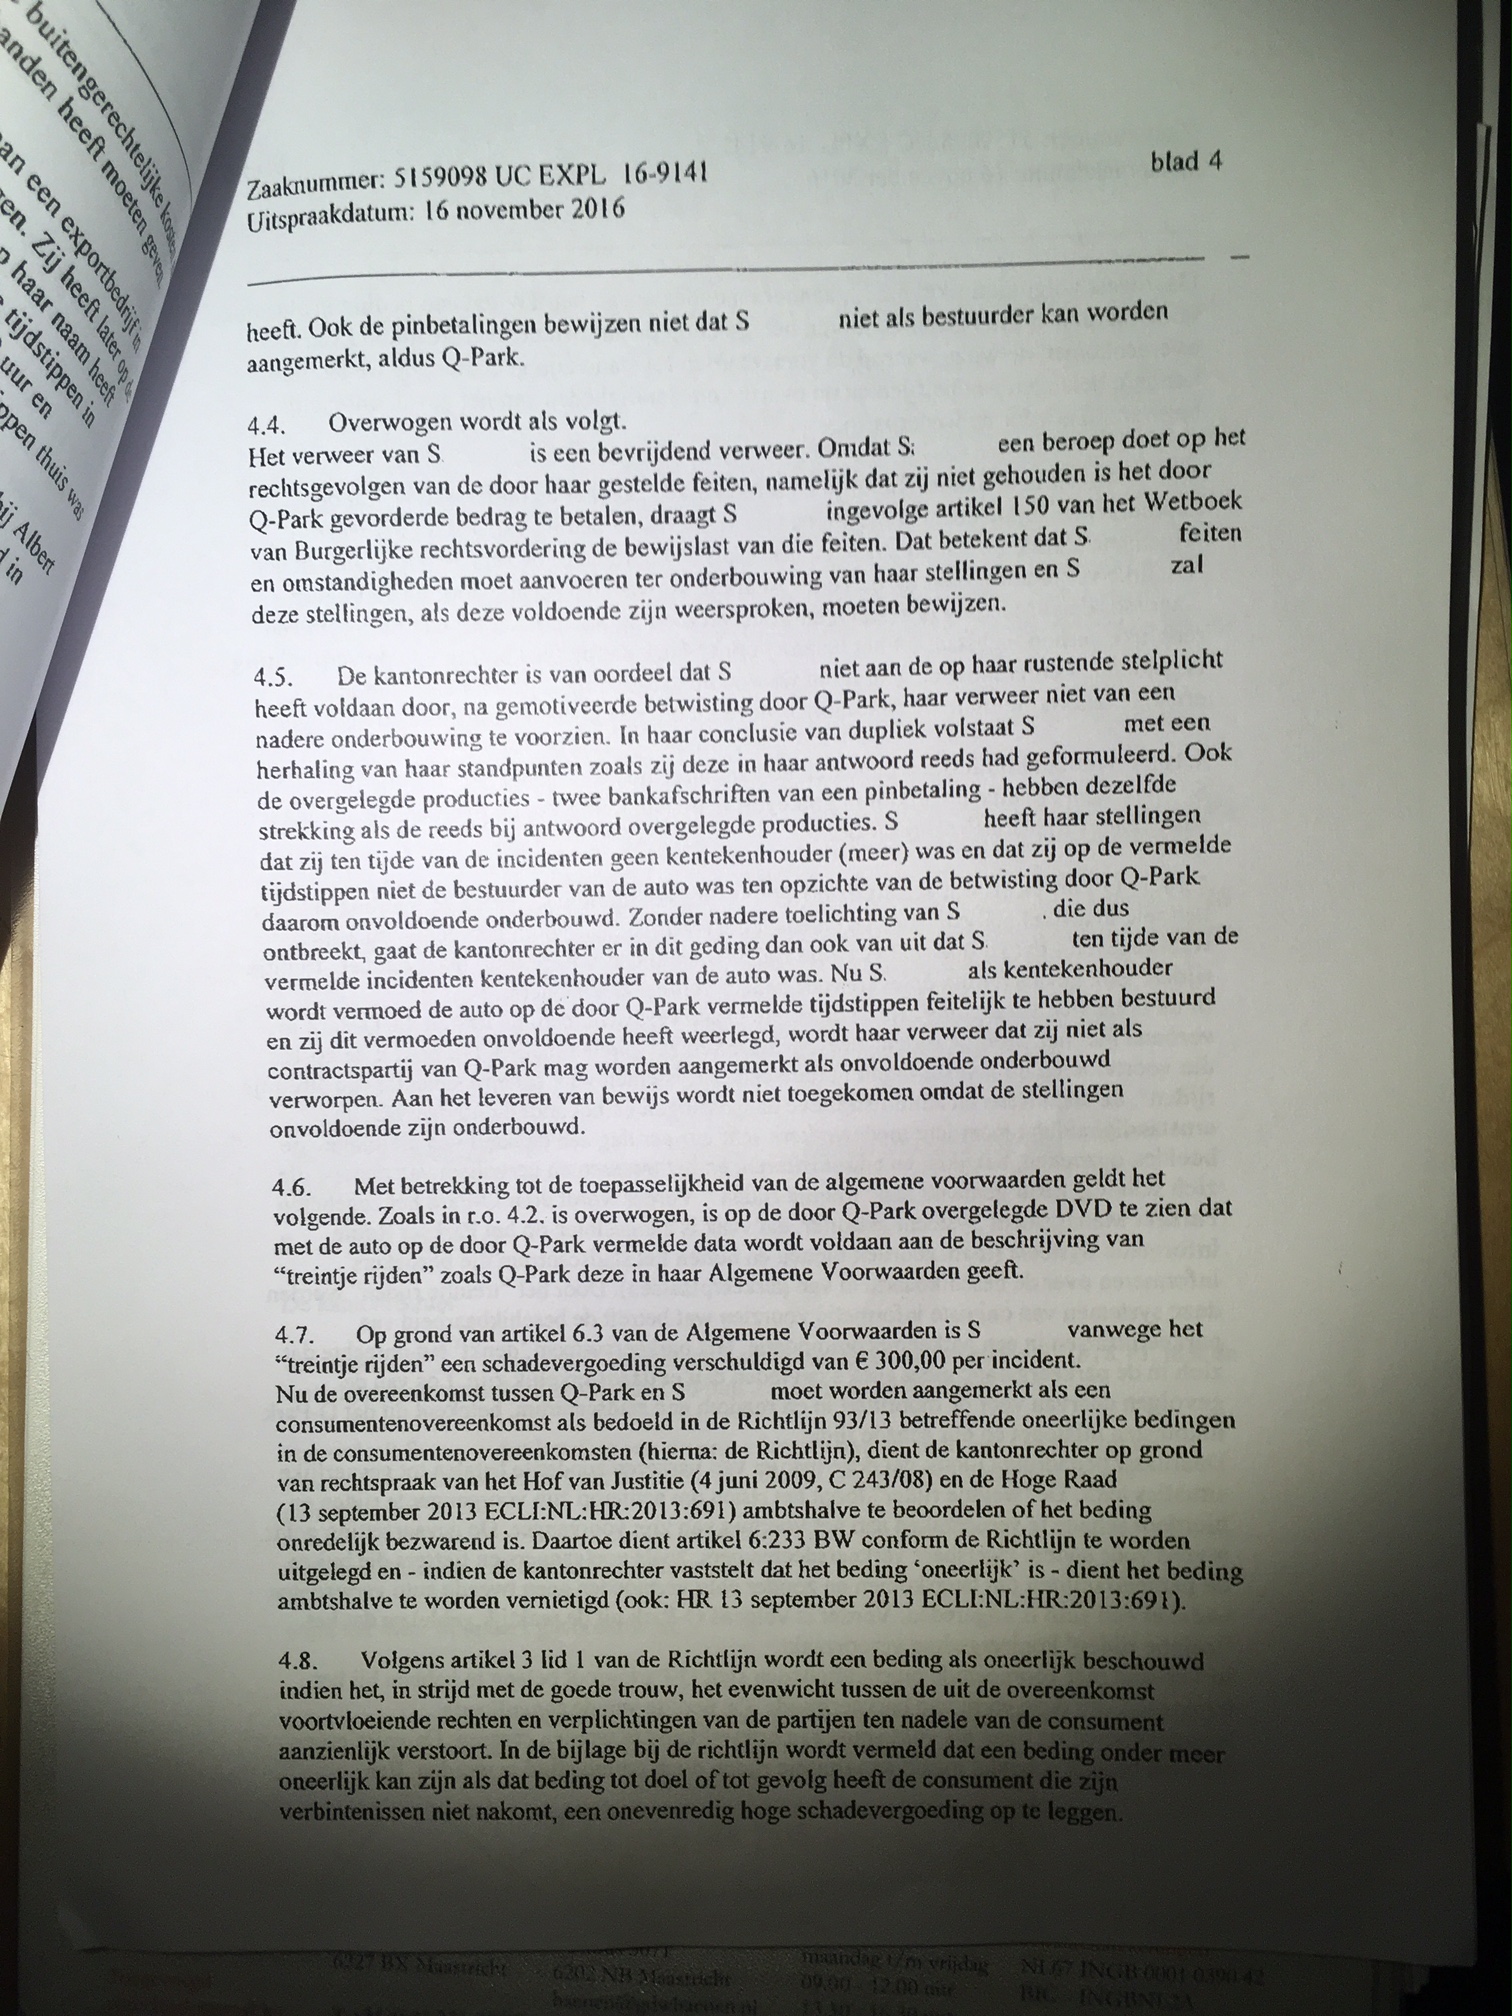 buitengerechtelijke kosten
anden heeft moeten geven
an een exportbedrijf in
en. Zij heeft later op de
haar naam heeft
tijdstippen in
uur en
ppen thuis was
ij Albert
in
Zaaknummer: 5159098 UC EXPL 16-9141
blad 4
Uitspraakdatum: 16 november 2016
heeft. Ook de pinbetalingen bewijzen niet dat S niet als bestuurder kan worden
aangemerkt, aldus Q-Park.
4.4. Overwogen wordt als volgt.
Het verweer van S is een bevrijdend verweer. Omdat S een beroep doet op het
rechtsgevolgen van de door haar gestelde feiten, namelijk dat zij niet gehouden is het door
Q-Park gevorderde bedrag te betalen, draagt S ingevolge artikel 150 van het Wetboek
van Burgerlijke rechtsvordering de bewijslast van die feiten. Dat betekent dat S. feiten
en omstandigheden moet aanvoeren ter onderbouwing van haar stellingen en S zal
deze stellingen, als deze voldoende zijn weersproken, moeten bewijzen.
4.5. De kantonrechter is van oordeel dat S niet aan de op haar rustende stelplicht
heeft voldaan door, na gemotiveerde betwisting door Q-Park, haar verweer niet van een
nadere onderbouwing te voorzien. In haar conclusie van dupliek volstaat S met een
herhaling van haar standpunten zoals zij deze in haar antwoord reeds had geformuleerd. Ook
de overgelegde producties - twee bankafschriften van een pinbetaling - hebben dezelfde
strekking als de reeds bij antwoord overgelegde producties. S heeft haar stellingen
dat zij ten tijde van de incidenten geen kentekenhouder (meer) was en dat zij op de vermelde
tijdstippen niet de bestuurder van de auto was ten opzichte van de betwisting door Q-Park
daarom onvoldoende onderbouwd. Zonder nadere toelichting van S . die dus
ontbreekt, gaat de kantonrechter er in dit geding dan ook van uit dat S. ten tijde van de
vermelde incidenten kentekenhouder van de auto was. Nu S. als kentekenhouder
wordt vermoed de auto op de door Q-Park vermelde tijdstippen feitelijk te hebben bestuurd
en zij dit vermoeden onvoldoende heeft weerlegd, wordt haar verweer dat zij niet als
contractspartij van Q-Park mag worden aangemerkt als onvoldoende onderbouwd
verworpen. Aan het leveren van bewijs wordt niet toegekomen omdat de stellingen
onvoldoende zijn onderbouwd.
4.6. Met betrekking tot de toepasselijkheid van de algemene voorwaarden geldt het
volgende. Zoals in r.o. 4.2. is overwogen, is op de door Q-Park overgelegde DVD te zien dat
met de auto op de door Q-Park vermelde data wordt voldaan aan de beschrijving van
“treintje rijden” zoals Q-Park deze in haar Algemene Voorwaarden geeft.
4.7. Op grond van artikel 6.3 van de Algemene Voorwaarden is S vanwege het
“treintje rijden” een schadevergoeding verschuldigd van € 300,00 per incident.
Nu de overeenkomst tussen Q-Park en S moet worden aangemerkt als een
consumentenovereenkomst als bedoeld in de Richtlijn 93/13 betreffende oneerlijke bedingen
in de consumentenovereenkomsten (hierna: de Richtlijn), dient de kantonrechter op grond
van rechtspraak van het Hof van Justitie (4 juni 2009, C 243/08) en de Hoge Raad
(13 september 2013 ECLI:NL:HR:2013:691) ambtshalve te beoordelen of het beding
onredelijk bezwarend is. Daartoe dient artikel 6:233 BW conform de Richtlijn te worden
uitgelegd en - indien de kantonrechter vaststelt dat het beding ‘oneerlijk’ is - dient het beding
ambtshalve te worden vernietigd (ook: HR 13 september 2013 ECLI:NL:HR:2013:691).
4.8. Volgens artikel 3 lid 1 van de Richtlijn wordt een beding als oneerlijk beschouwd
indien het, in strijd met de goede trouw, het evenwicht tussen de uit de overeenkomst
voortvloeiende rechten en verplichtingen van de partijen ten nadele van de consument
aanzienlijk verstoort. In de bijlage bij de richtlijn wordt vermeld dat een beding onder meer
oneerlijk kan zijn als dat beding tot doel of tot gevolg heeft de consument die zijn
verbintenissen niet nakomt, een onevenredig hoge schadevergoeding op te leggen.
6227 BX Maastricht
6202 NB Maastricht
maandag t/m vrijdag
09.00 - 12.00 uur